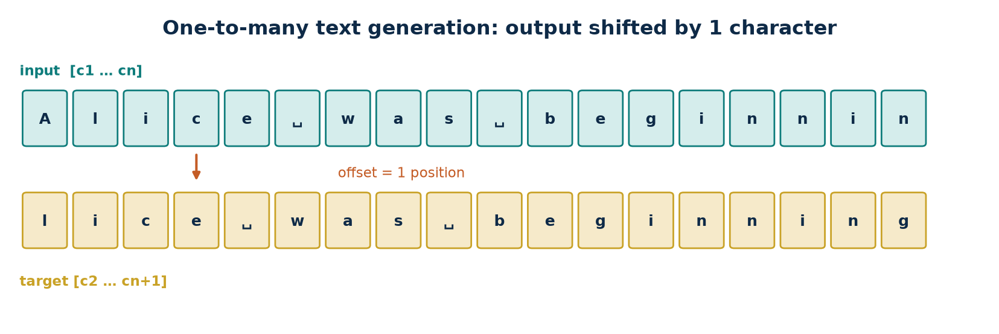 One-to-many text generation: output shifted by 1 character
input  [c1 … cn]
A l i c e ␣ w a s ␣ b e g i n n i n
offset = 1 position
l i c e ␣ w a s ␣ b e g i n n i n g
target [c2 … cn+1]